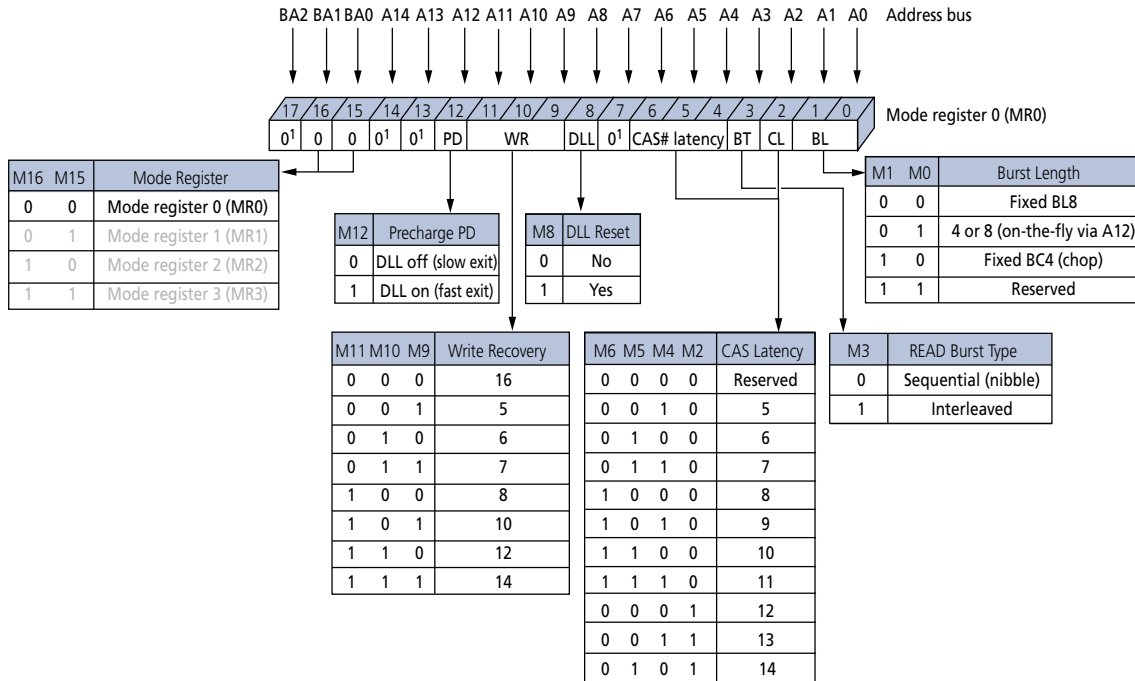 BA2 BA1 BA0 A14 A13 A12 A11 A10 A9 A8 A7 A6 A5 A4 A3 A2 A1 A0 Address bus
17 16 15 14 13 12 11 10 9 8 7 6 5 4 3 2 1 0
Mode register 0 (MR0)
0¹ 0 0 0¹ 0¹ PD WR DLL 0¹ CAS# latency BT CL BL
M16 M15 Mode Register
0 0 Mode register 0 (MR0)
0 1 Mode register 1 (MR1)
1 0 Mode register 2 (MR2)
1 1 Mode register 3 (MR3)
M12 Precharge PD
0 DLL off (slow exit)
1 DLL on (fast exit)
M8 DLL Reset
0 No
1 Yes
M1 M0 Burst Length
0 0 Fixed BL8
0 1 4 or 8 (on-the-fly via A12)
1 0 Fixed BC4 (chop)
1 1 Reserved
M11 M10 M9 Write Recovery
0 0 0 16
0 0 1 5
0 1 0 6
0 1 1 7
1 0 0 8
1 0 1 10
1 1 0 12
1 1 1 14
M6 M5 M4 M2 CAS Latency
0 0 0 0 Reserved
0 0 1 0 5
0 1 0 0 6
0 1 1 0 7
1 0 0 0 8
1 0 1 0 9
1 1 0 0 10
1 1 1 0 11
0 0 0 1 12
0 0 1 1 13
0 1 0 1 14
M3 READ Burst Type
0 Sequential (nibble)
1 Interleaved